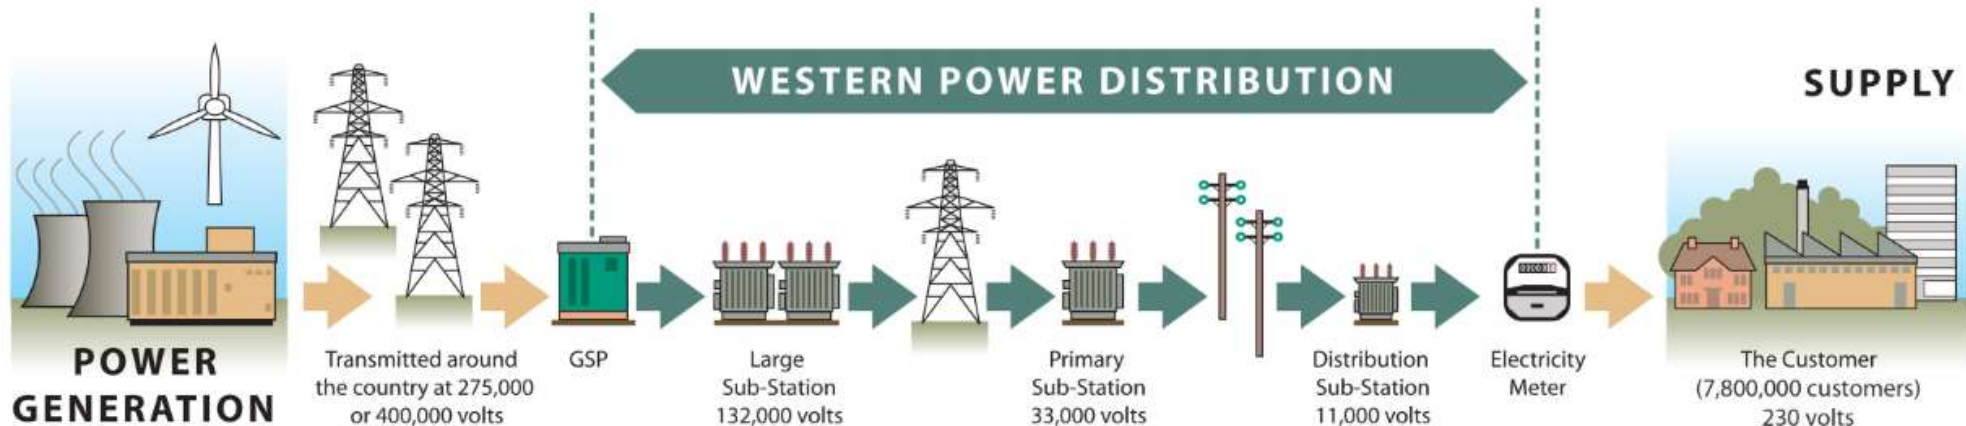 WESTERN POWER DISTRIBUTION
SUPPLY
POWER
GENERATION
Transmitted around
the country at 275,000
or 400,000 volts
GSP
Large
Sub-Station
132,000 volts
Primary
Sub-Station
33,000 volts
Distribution
Sub-Station
11,000 volts
Electricity
Meter
The Customer
(7,800,000 customers)
230 volts